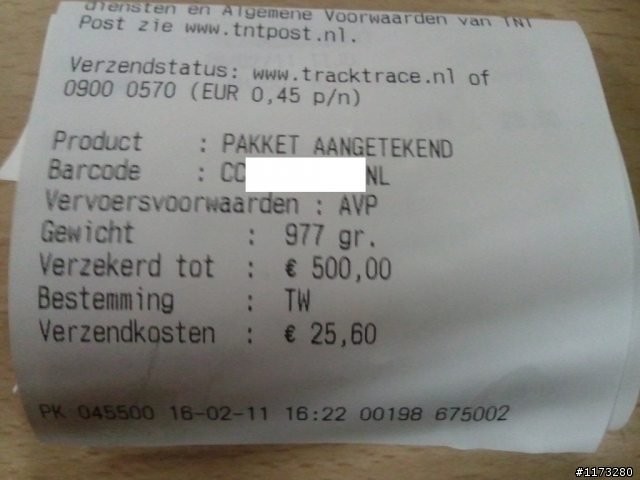 diensten en Algemene Voorwaarden van TNT
Post zie www.tntpost.nl.
Verzendstatus: www.tracktrace.nl of
0900 0570 (EUR 0,45 p/n)
Product : PAKKET AANGETEKEND
Barcode : CC NL
Vervoersvoorwaarden : AVP
Gewicht : 977 gr.
Verzekerd tot : € 500,00
Bestemming : TW
Verzendkosten : € 25,60
PK 045500 16-02-11 16:22 00198 675002
#1173280